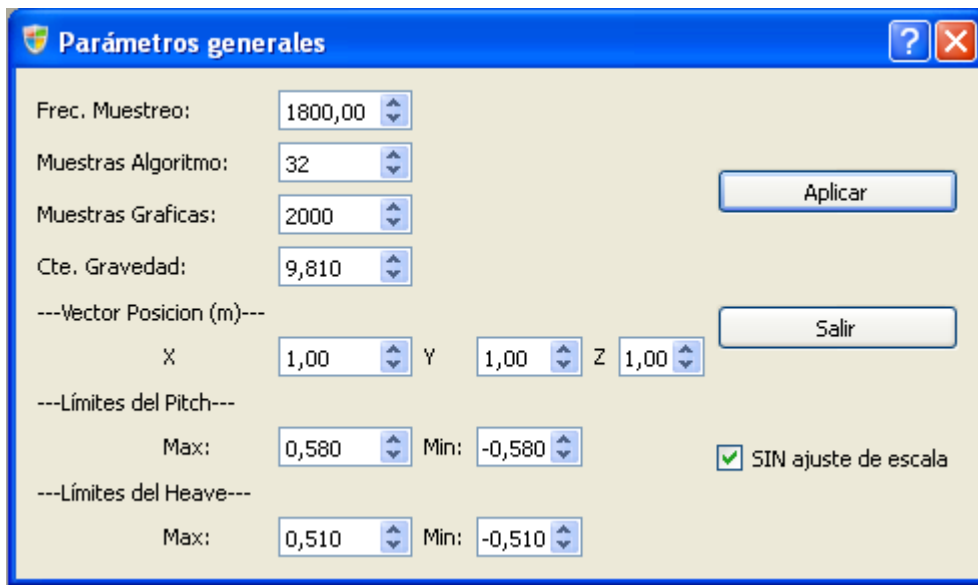 Parámetros generales
Frec. Muestreo: 1800,00
Muestras Algoritmo: 32
Aplicar
Muestras Graficas: 2000
Cte. Gravedad: 9,810
---Vector Posicion (m)---
Salir
X 1,00 Y 1,00 Z 1,00
---Límites del Pitch---
Max: 0,580 Min: -0,580
SIN ajuste de escala
---Límites del Heave---
Max: 0,510 Min: -0,510